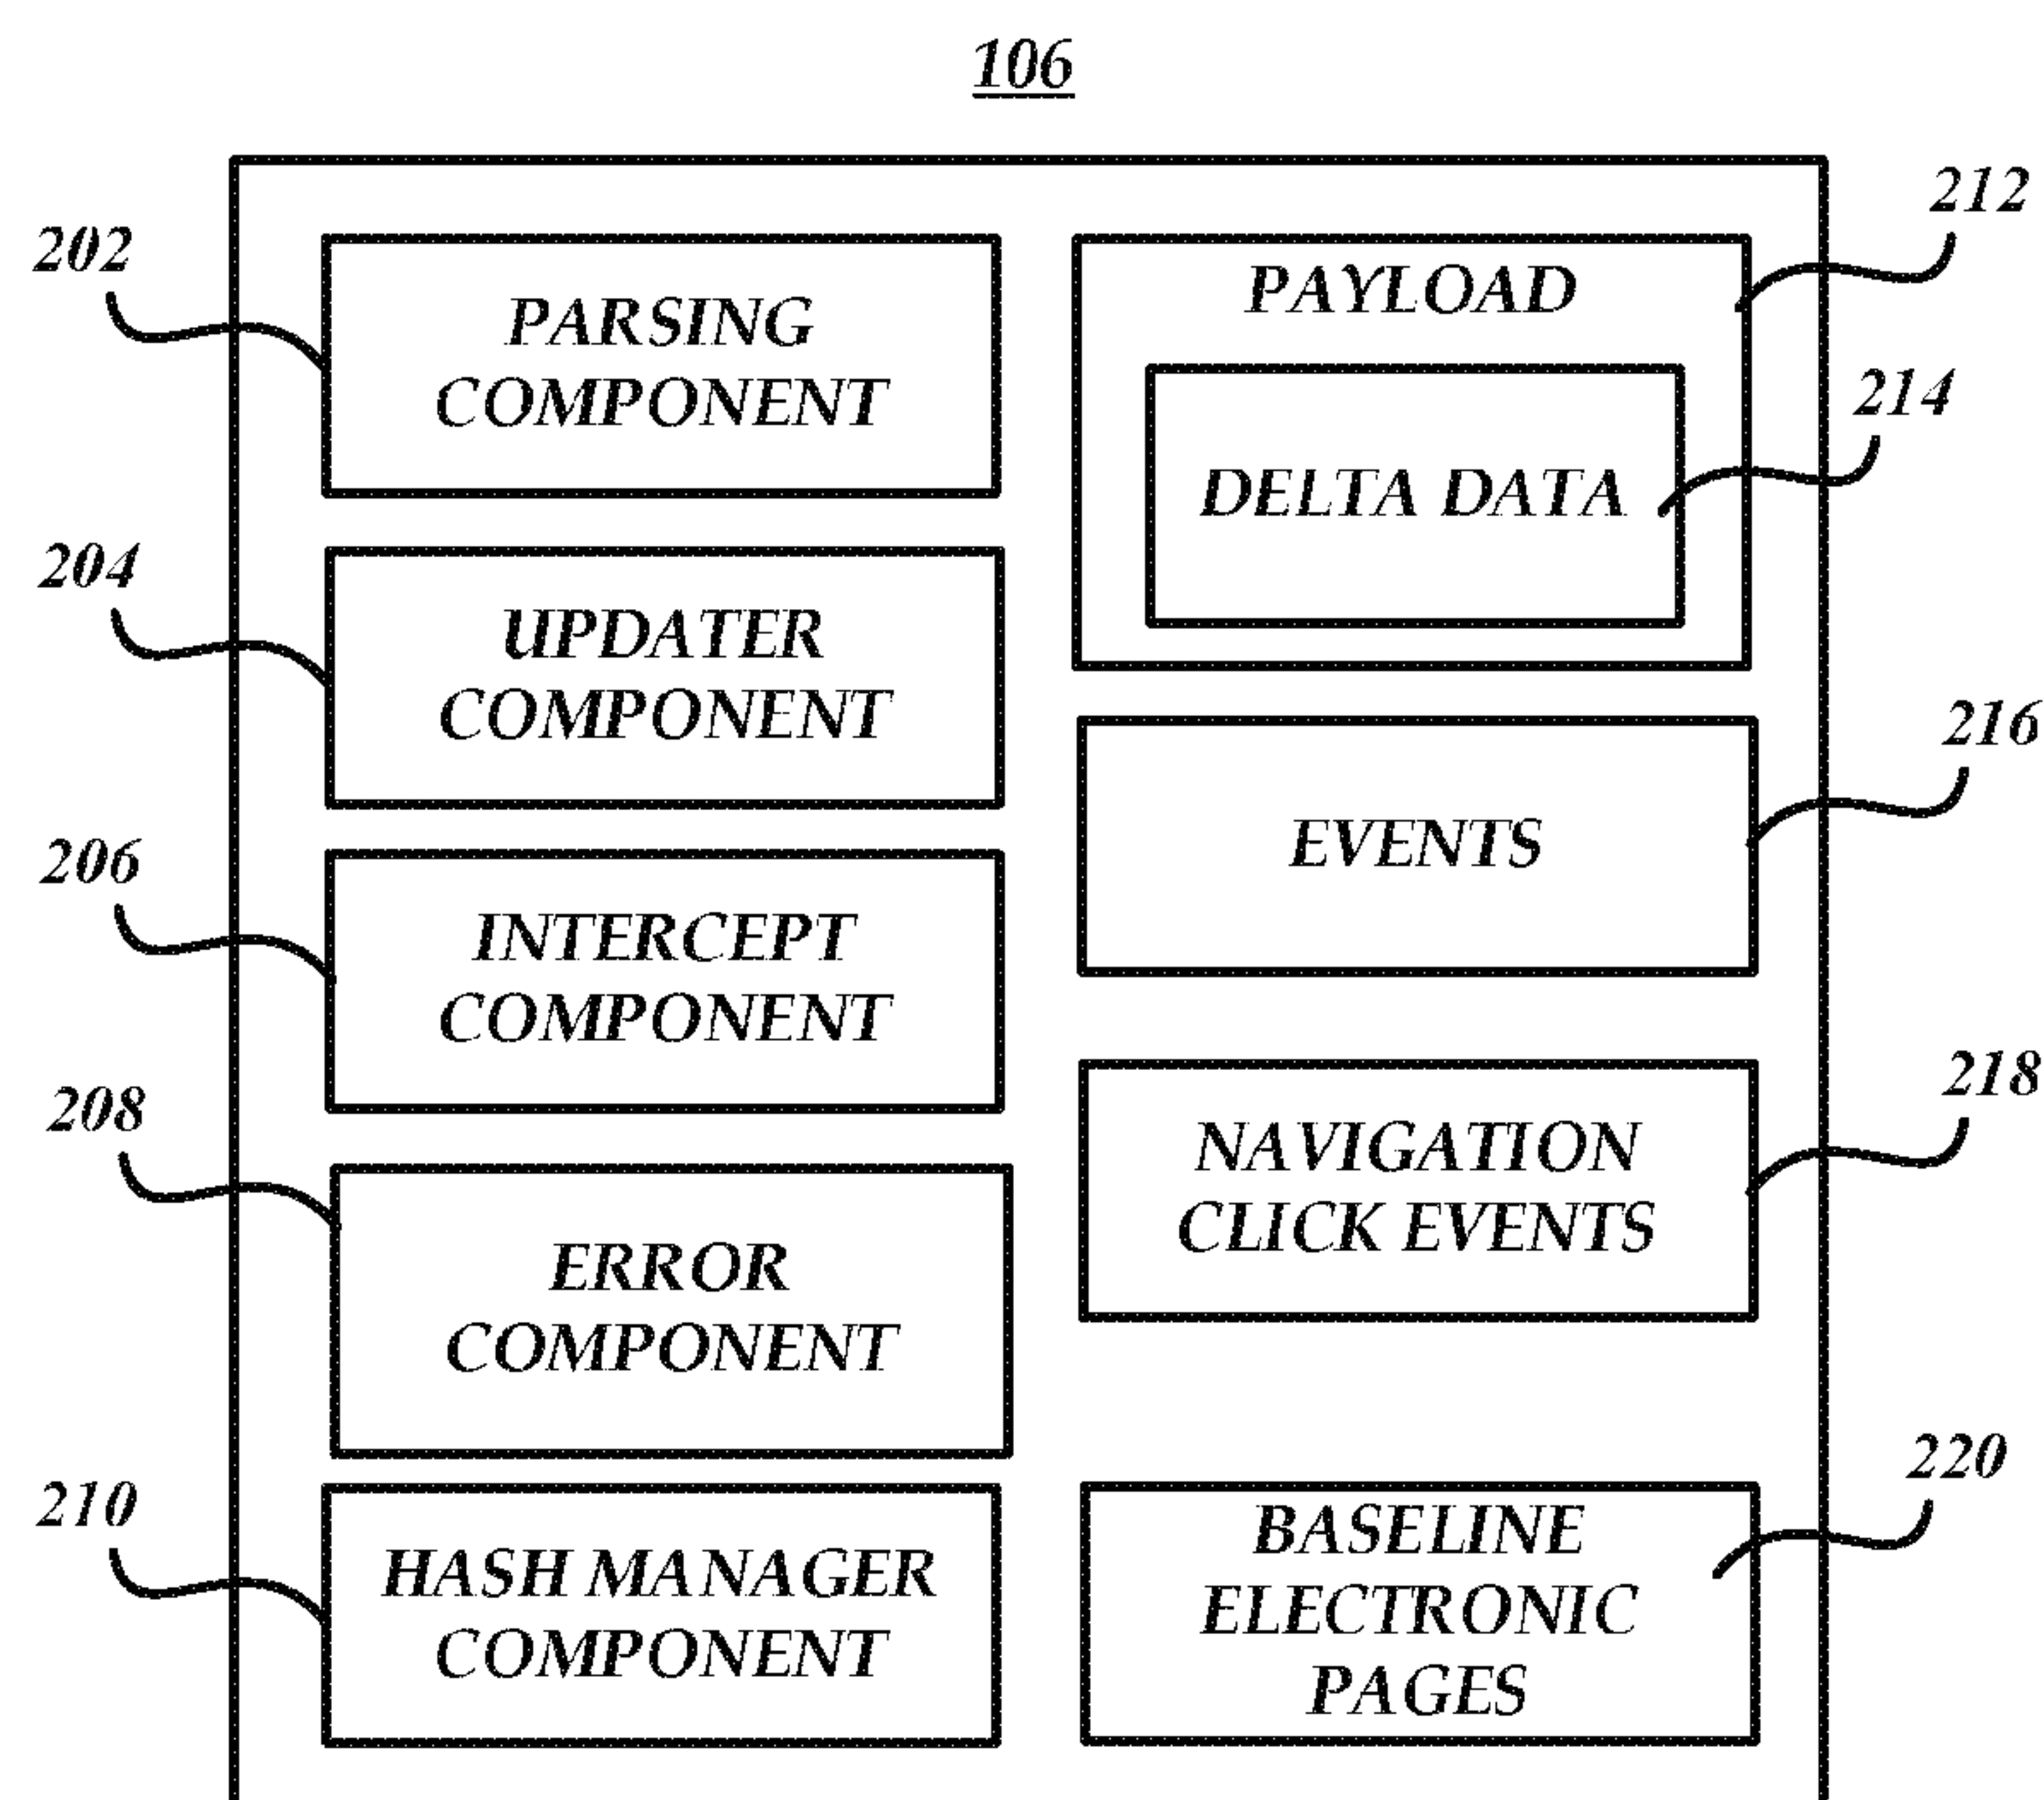 106
202
PARSING
COMPONENT
204
UPDATER
COMPONENT
206
INTERCEPT
COMPONENT
208
ERROR
COMPONENT
210
HASH MANAGER
COMPONENT
212
PAYLOAD
214
DELTA DATA
216
EVENTS
218
NAVIGATION
CLICK EVENTS
220
BASELINE
ELECTRONIC
PAGES